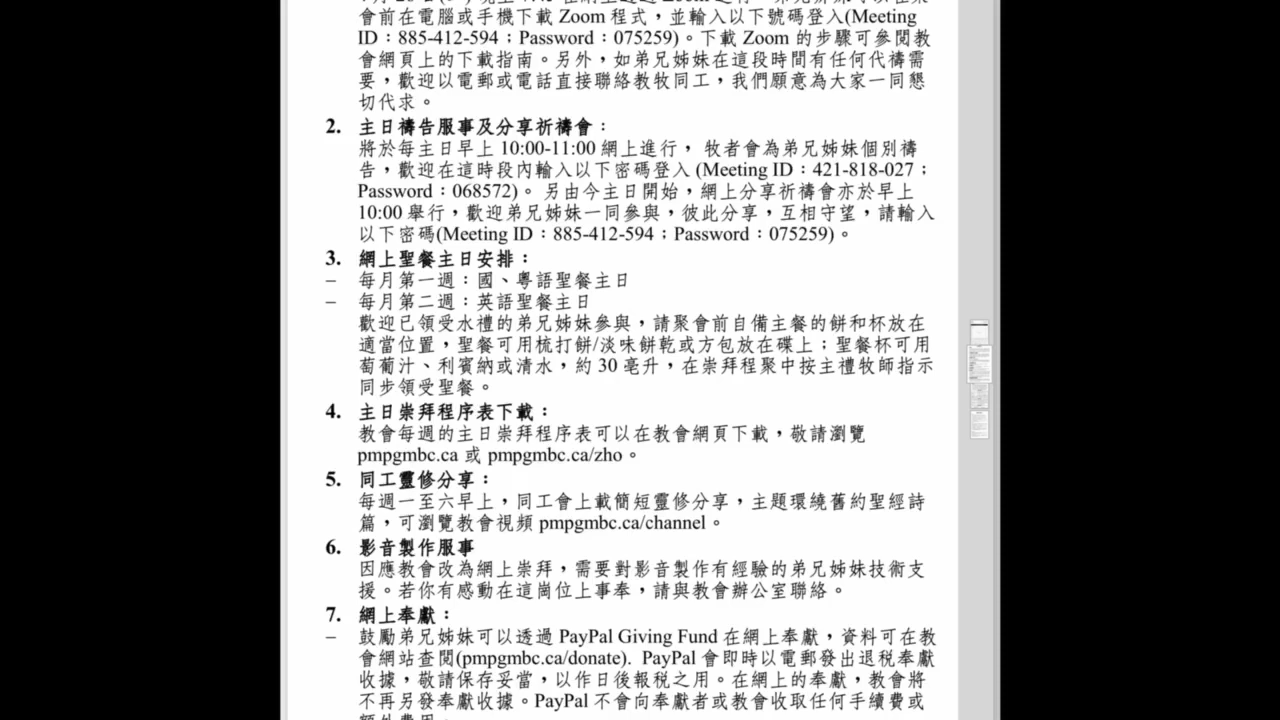 會前在電腦或手機下載 Zoom 程式，並輸入以下號碼登入(Meeting
ID：885-412-594；Password：075259)。下載 Zoom 的步驟可參閱教
會網頁上的下載指南。另外，如弟兄姊妹在這段時間有任何代禱需
要，歡迎以電郵或電話直接聯絡教牧同工，我們願意為大家一同懇
切代求。
2. 主日禱告服事及分享祈禱會：
將於每主日早上 10:00-11:00 網上進行， 牧者會為弟兄姊妹個別禱
告，歡迎在這時段內輸入以下密碼登入 (Meeting ID：421-818-027；
Password：068572)。 另由今主日開始，網上分享祈禱會亦於早上
10:00 舉行，歡迎弟兄姊妹一同參與，彼此分享，互相守望，請輸入
以下密碼(Meeting ID：885-412-594；Password：075259)。
3. 網上聖餐主日安排：
– 每月第一週：國、粵語聖餐主日
– 每月第二週：英語聖餐主日
歡迎已領受水禮的弟兄姊妹參與，請聚會前自備主餐的餅和杯放在
適當位置，聖餐可用梳打餅/淡味餅乾或方包放在碟上；聖餐杯可用
萄萄汁、利賓納或清水，約 30 毫升，在崇拜程聚中按主禮牧師指示
同步領受聖餐。
4. 主日崇拜程序表下載：
教會每週的主日崇拜程序表可以在教會網頁下載，敬請瀏覽
pmpgmbc.ca 或 pmpgmbc.ca/zho。
5. 同工靈修分享：
每週一至六早上，同工會上載簡短靈修分享，主題環繞舊約聖經詩
篇，可瀏覽教會視頻 pmpgmbc.ca/channel。
6. 影音製作服事
因應教會改為網上崇拜，需要對影音製作有經驗的弟兄姊妹技術支
援。若你有感動在這崗位上事奉，請與教會辦公室聯絡。
7. 網上奉獻：
– 鼓勵弟兄姊妹可以透過 PayPal Giving Fund 在網上奉獻，資料可在教
會網站查閱(pmpgmbc.ca/donate). PayPal 會即時以電郵發出退税奉獻
收據，敬請保存妥當，以作日後報税之用。在網上的奉獻，教會將
不再另發奉獻收據。PayPal 不會向奉獻者或教會收取任何手續費或